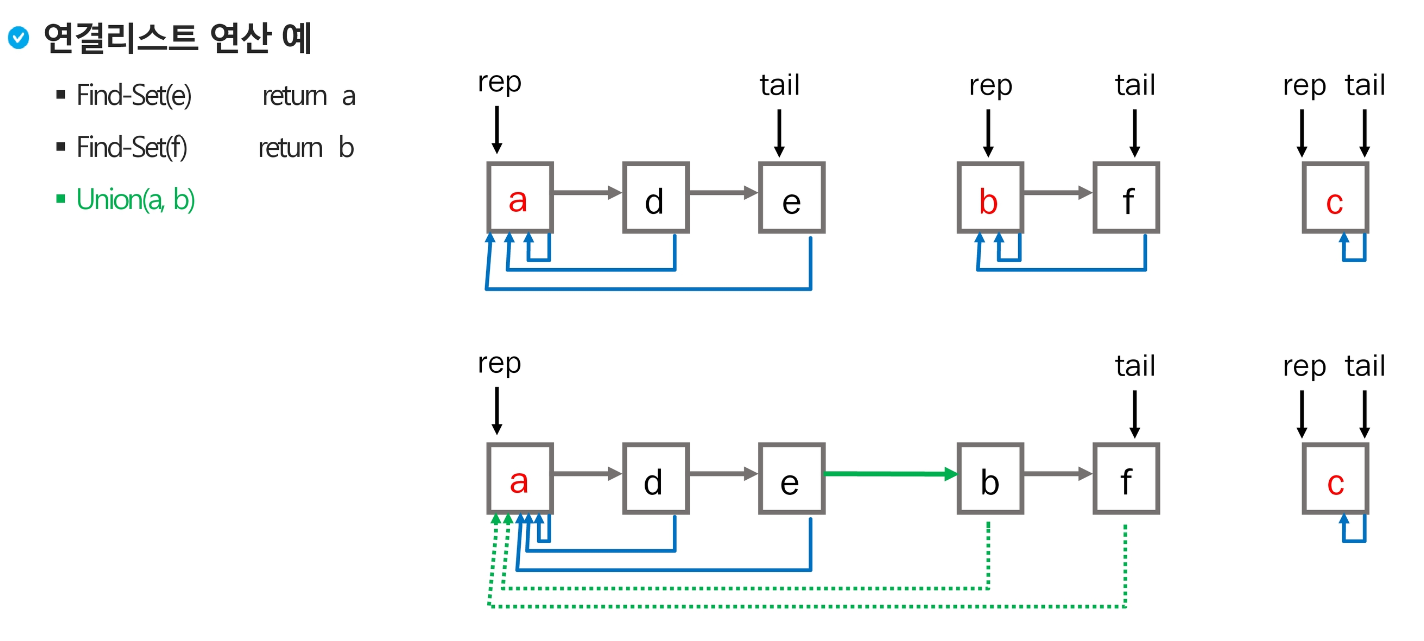 연결리스트 연산 예
Find-Set(e) return a
Find-Set(f) return b
Union(a, b)
rep tail rep tail rep tail
a d e b f c
rep tail rep tail
a d e b f c